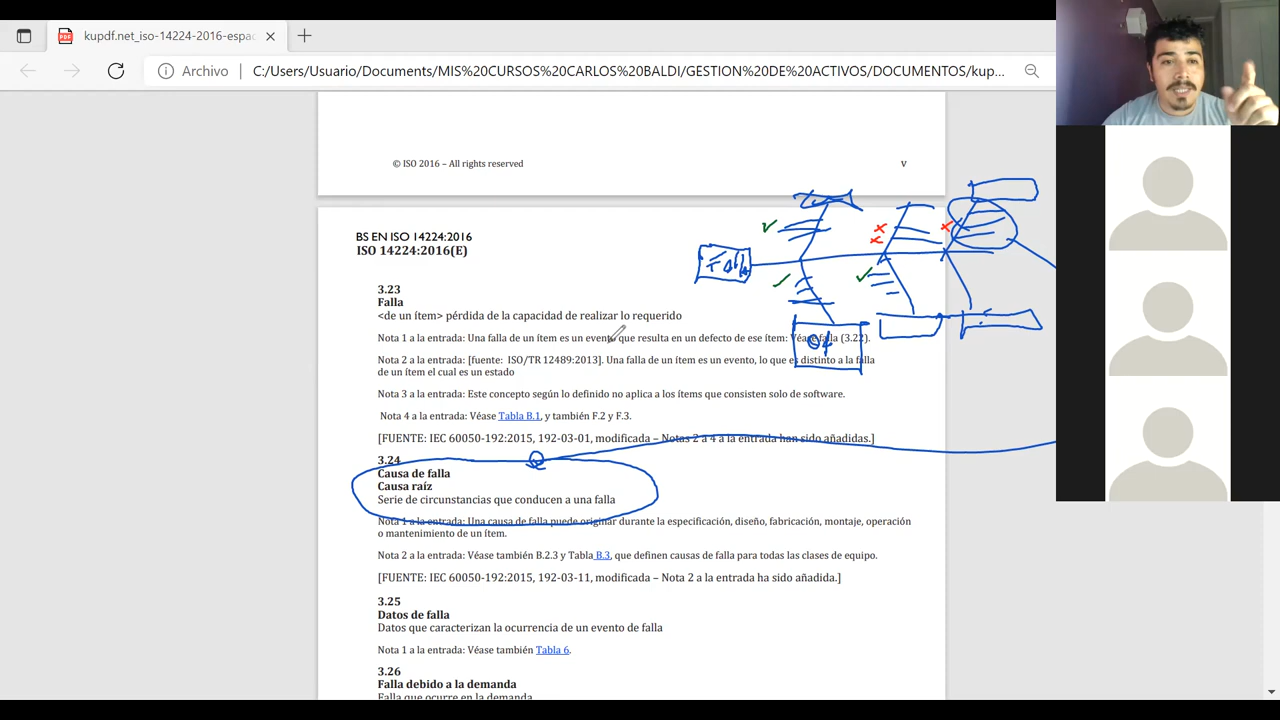 kupdf.net_iso-14224-2016-espa
Archivo
C:/Users/Usuario/Documents/MIS%20CURSOS%20CARLOS%20BALDI/GESTION%20DE%20ACTIVOS/DOCUMENTOS/kup...
© ISO 2016 – All rights reserved
v
BS EN ISO 14224:2016
ISO 14224:2016(E)
3.23
Falla
<de un ítem> pérdida de la capacidad de realizar lo requerido
Nota 1 a la entrada: Una falla de un ítem es un evento que resulta en un defecto de ese ítem: Véase falla (3.22).
Nota 2 a la entrada: [fuente: ISO/TR 12489:2013]. Una falla de un ítem es un evento, lo que es distinto a la falla
de un ítem el cual es un estado
Nota 3 a la entrada: Este concepto según lo definido no aplica a los ítems que consisten solo de software.
Nota 4 a la entrada: Véase Tabla B.1, y también F.2 y F.3.
[FUENTE: IEC 60050-192:2015, 192-03-01, modificada – Notas 2 a 4 a la entrada han sido añadidas.]
3.24
Causa de falla
Causa raíz
Serie de circunstancias que conducen a una falla
Nota 1 a la entrada: Una causa de falla puede originar durante la especificación, diseño, fabricación, montaje, operación
o mantenimiento de un ítem.
Nota 2 a la entrada: Véase también B.2.3 y Tabla B.3, que definen causas de falla para todas las clases de equipo.
[FUENTE: IEC 60050-192:2015, 192-03-11, modificada – Nota 2 a la entrada ha sido añadida.]
3.25
Datos de falla
Datos que caracterizan la ocurrencia de un evento de falla
Nota 1 a la entrada: Véase también Tabla 6.
3.26
Falla debido a la demanda
Falla que ocurre en la demanda